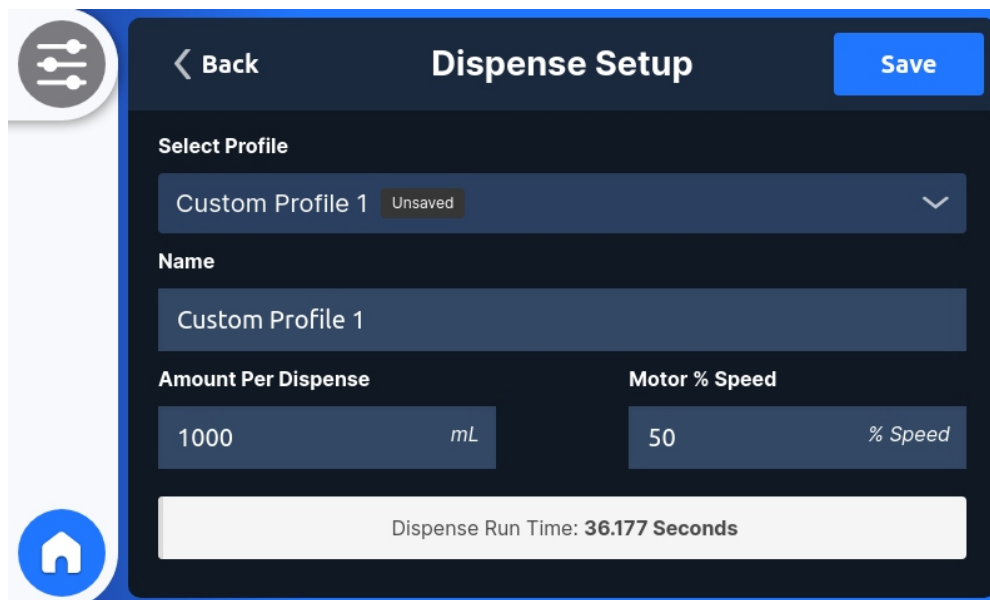 Back Dispense Setup Save
Select Profile
Custom Profile 1 Unsaved
Name
Custom Profile 1
Amount Per Dispense Motor % Speed
1000 mL 50 % Speed
Dispense Run Time: 36.177 Seconds